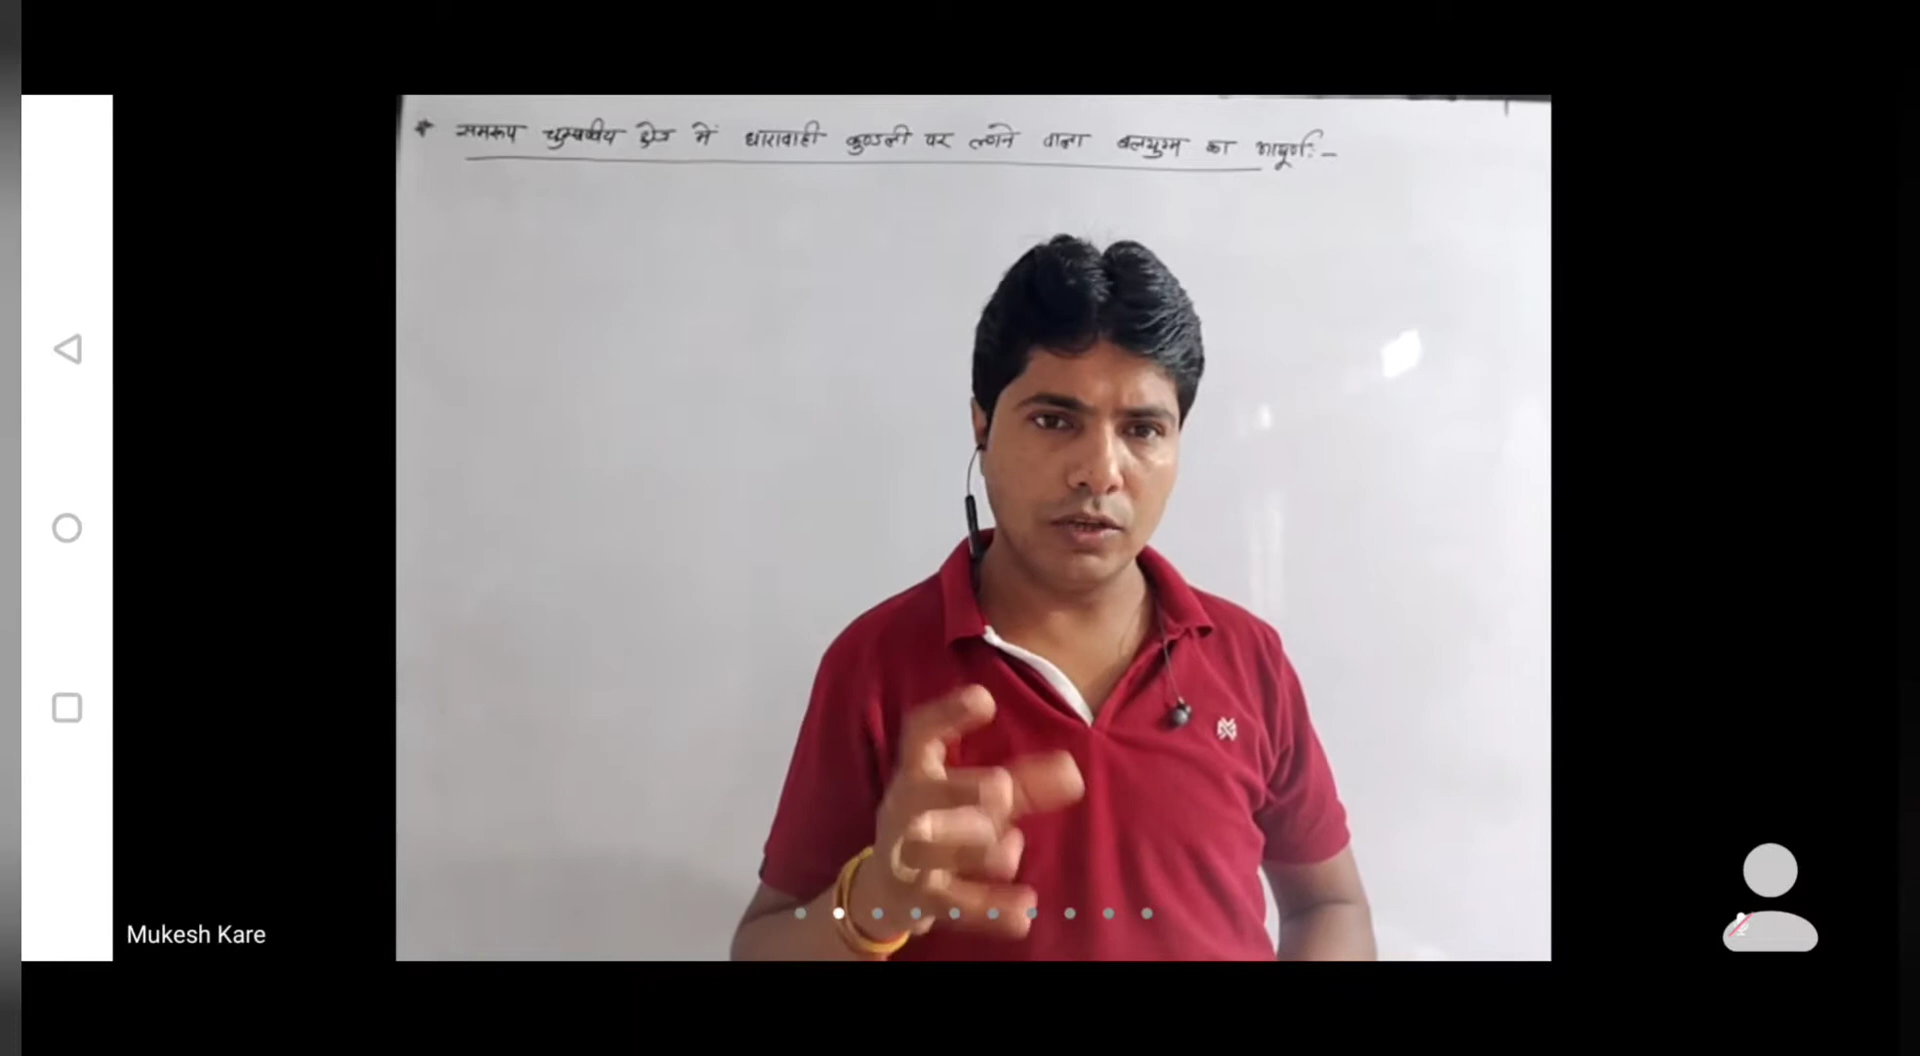 * समरूप चुम्बकीय क्षेत्र में धारावाही कुण्डली पर लगने वाला बलयुग्म का आघूर्ण:-
Mukesh Kare